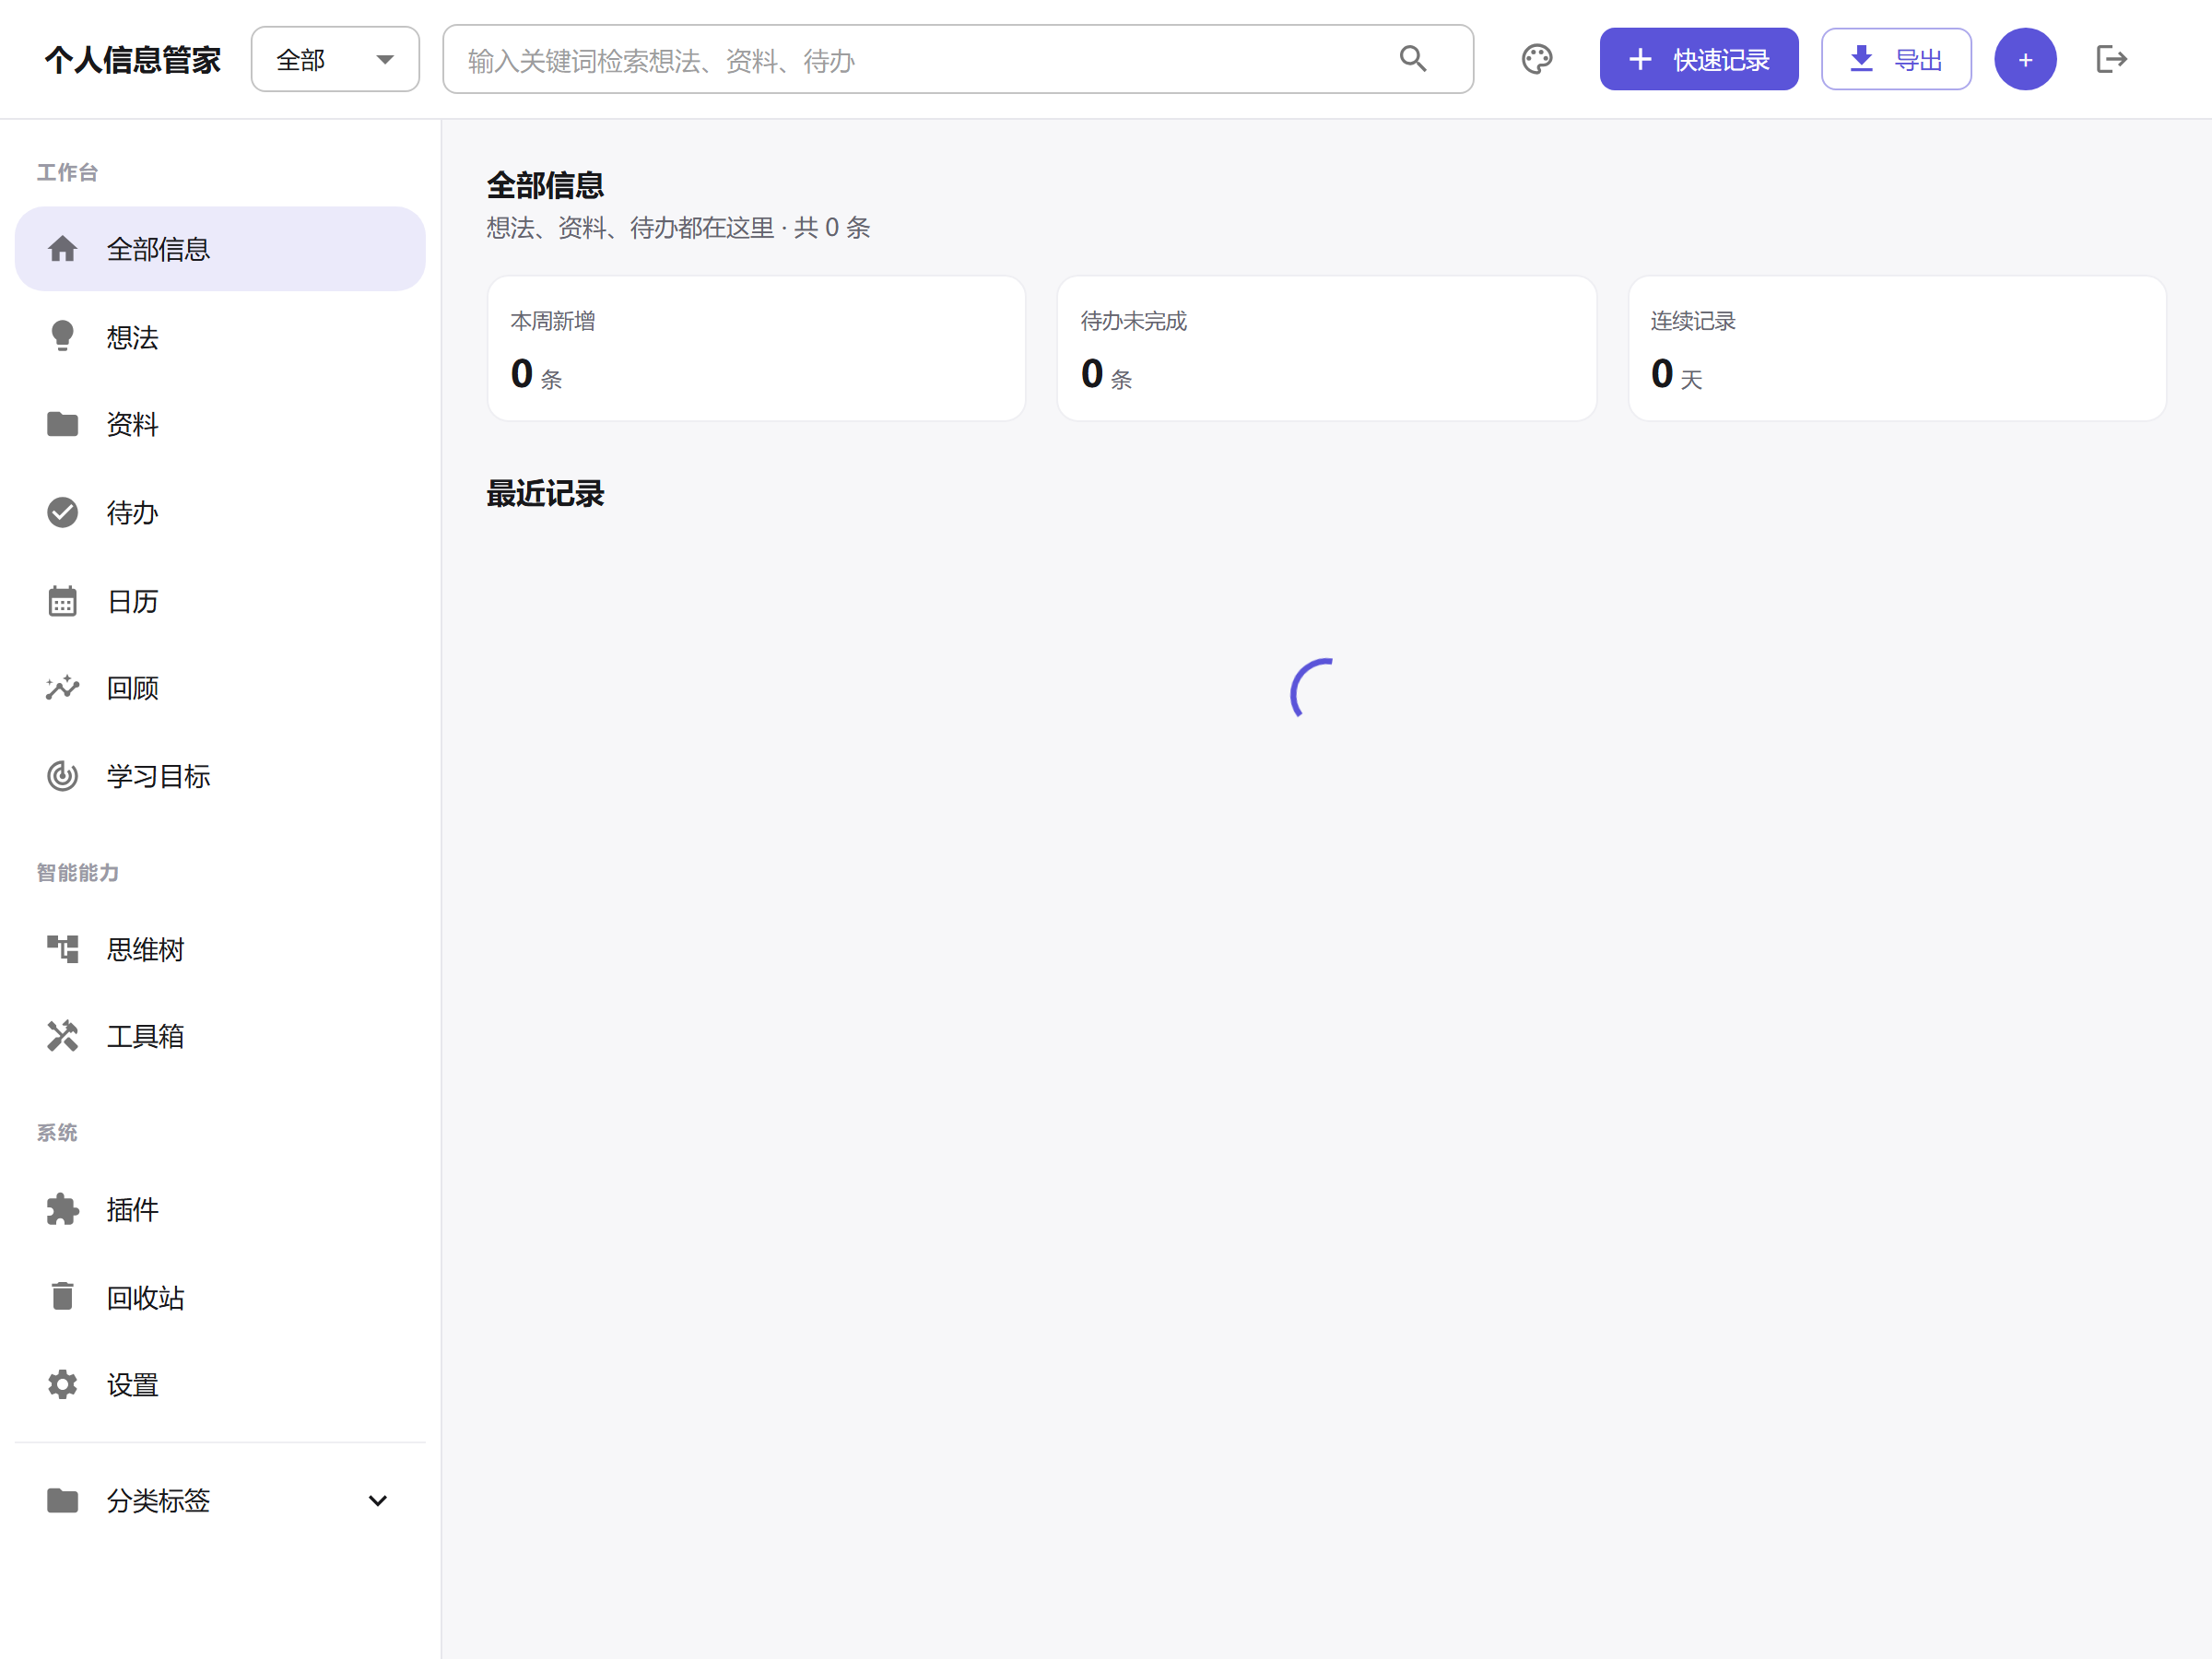 个人信息管家
全部
输入关键词检索想法、资料、待办
快速记录
导出
+
工作台
全部信息
想法
资料
待办
日历
回顾
学习目标
智能能力
思维树
工具箱
系统
插件
回收站
设置
分类标签
全部信息
想法、资料、待办都在这里 · 共 0 条
本周新增
0 条
待办未完成
0 条
连续记录
0 天
最近记录